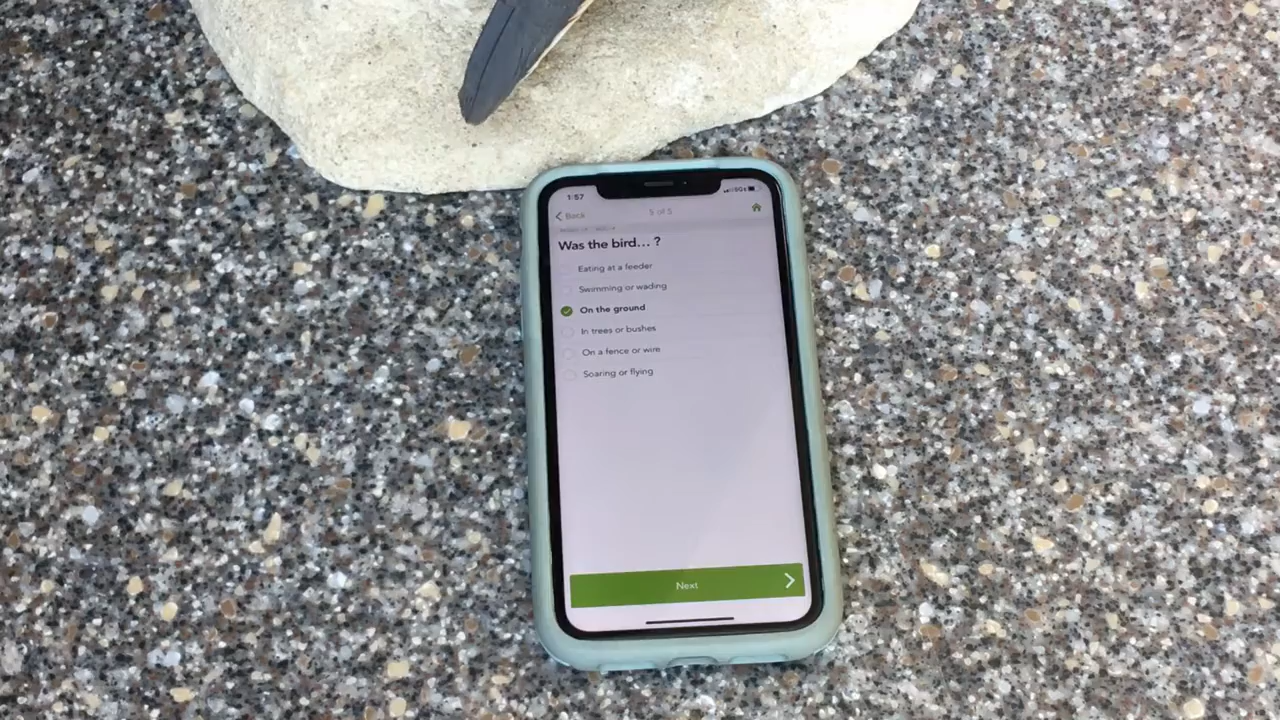 1:57
Back
5 of 5
Was the bird... ?
Eating at a feeder
Swimming or wading
On the ground
In trees or bushes
On a fence or wire
Soaring or flying
Next